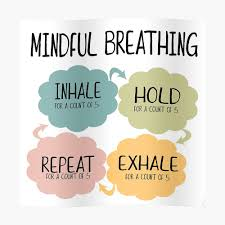 MINDFUL BREATHING
INHALE
FOR A COUNT OF 5
HOLD
FOR A COUNT OF 5
EXHALE
FOR A COUNT OF 5
REPEAT
FOR A COUNT OF 5